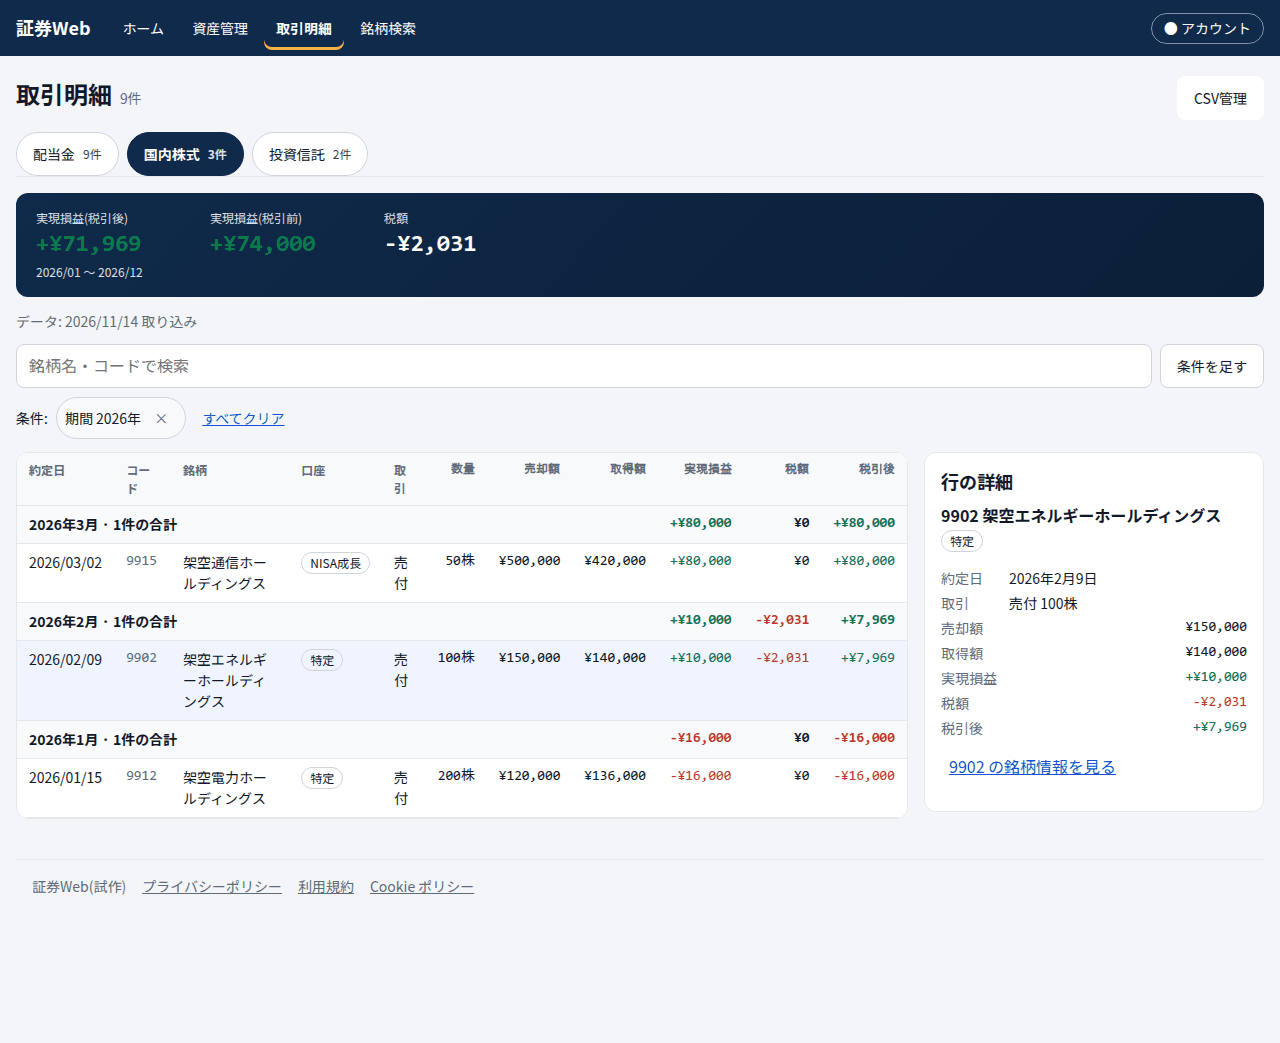 証券Web ホーム 資産管理 取引明細 銘柄検索 アカウント
取引明細 9件 CSV管理
配当金 9件 国内株式 3件 投資信託 2件
実現損益(税引後) 実現損益(税引前) 税額
+¥71,969 +¥74,000 -¥2,031
2026/01 〜 2026/12
データ: 2026/11/14 取り込み
銘柄名・コードで検索 条件を足す
条件: 期間 2026年 × すべてクリア
約定日 コード 銘柄 口座 取引 数量 売却額 取得額 実現損益 税額 税引後
2026年3月・1件の合計 +¥80,000 ¥0 +¥80,000
2026/03/02 9915 架空通信ホールディングス NISA成長 売付 50株 ¥500,000 ¥420,000 +¥80,000 ¥0 +¥80,000
2026年2月・1件の合計 +¥10,000 -¥2,031 +¥7,969
2026/02/09 9902 架空エネルギーホールディングス 特定 売付 100株 ¥150,000 ¥140,000 +¥10,000 -¥2,031 +¥7,969
2026年1月・1件の合計 -¥16,000 ¥0 -¥16,000
2026/01/15 9912 架空電力ホールディングス 特定 売付 200株 ¥120,000 ¥136,000 -¥16,000 ¥0 -¥16,000
行の詳細
9902 架空エネルギーホールディングス
特定
約定日 2026年2月9日
取引 売付 100株
売却額 ¥150,000
取得額 ¥140,000
実現損益 +¥10,000
税額 -¥2,031
税引後 +¥7,969
9902 の銘柄情報を見る
証券Web(試作) プライバシーポリシー 利用規約 Cookie ポリシー